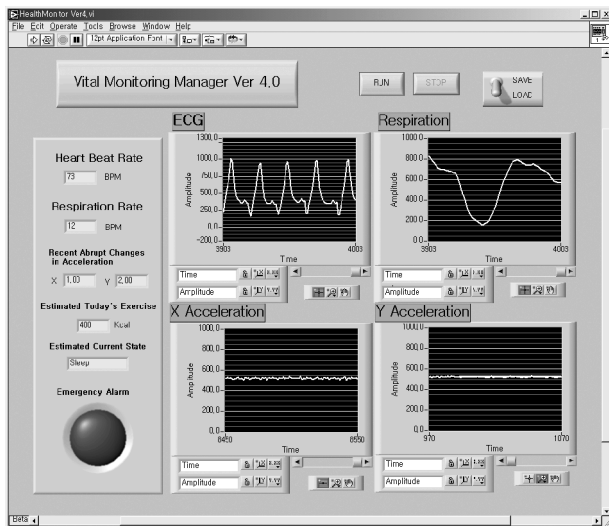 HealthMonitor Ver4.vi
File Edit Operate Tools Browse Window Help
12pt Application Font
Vital Monitoring Manager Ver 4.0
RUN
STOP
SAVE
LOAD
Heart Beat Rate
73 BPM
Respiration Rate
12 BPM
Recent Abrupt Changes
in Acceleration
X 1,00 Y 2,00
Estimated Today's Exercise
400 Kcal
Estimated Current State
Sleep
Emergency Alarm
ECG
1300,0
1000,0
750,0
500,0
250,0
0,0
-200,0
Amplitude
3903 4003
Time
Time
Amplitude
Respiration
1000,0
800,0
600,0
400,0
200,0
0,0
Amplitude
3903 4003
Time
Time
Amplitude
X Acceleration
1000,0
800,0
600,0
400,0
200,0
0,0
Amplitude
8450 8550
Time
Time
Amplitude
Y Acceleration
1000,0
800,0
600,0
400,0
200,0
0,0
Amplitude
970 1070
Time
Time
Amplitude
Beta